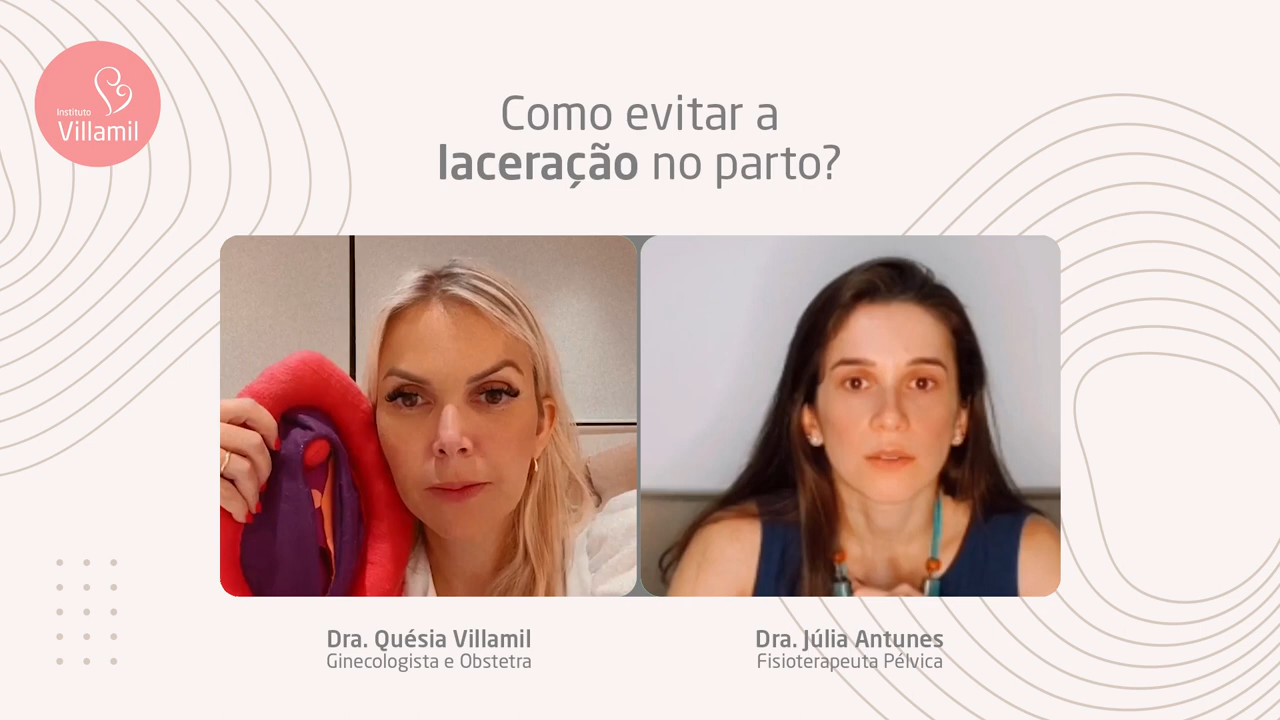 Instituto
Villamil
Como evitar a
laceração no parto?
Dra. Quésia Villamil
Ginecologista e Obstetra
Dra. Júlia Antunes
Fisioterapeuta Pélvica